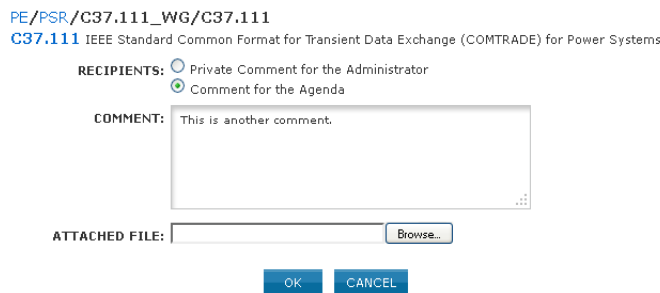 PE/PSR/C37.111_WG/C37.111
C37.111 IEEE Standard Common Format for Transient Data Exchange (COMTRADE) for Power Systems
RECIPIENTS: Private Comment for the Administrator
Comment for the Agenda
COMMENT: This is another comment.
ATTACHED FILE: Browse...
OK CANCEL